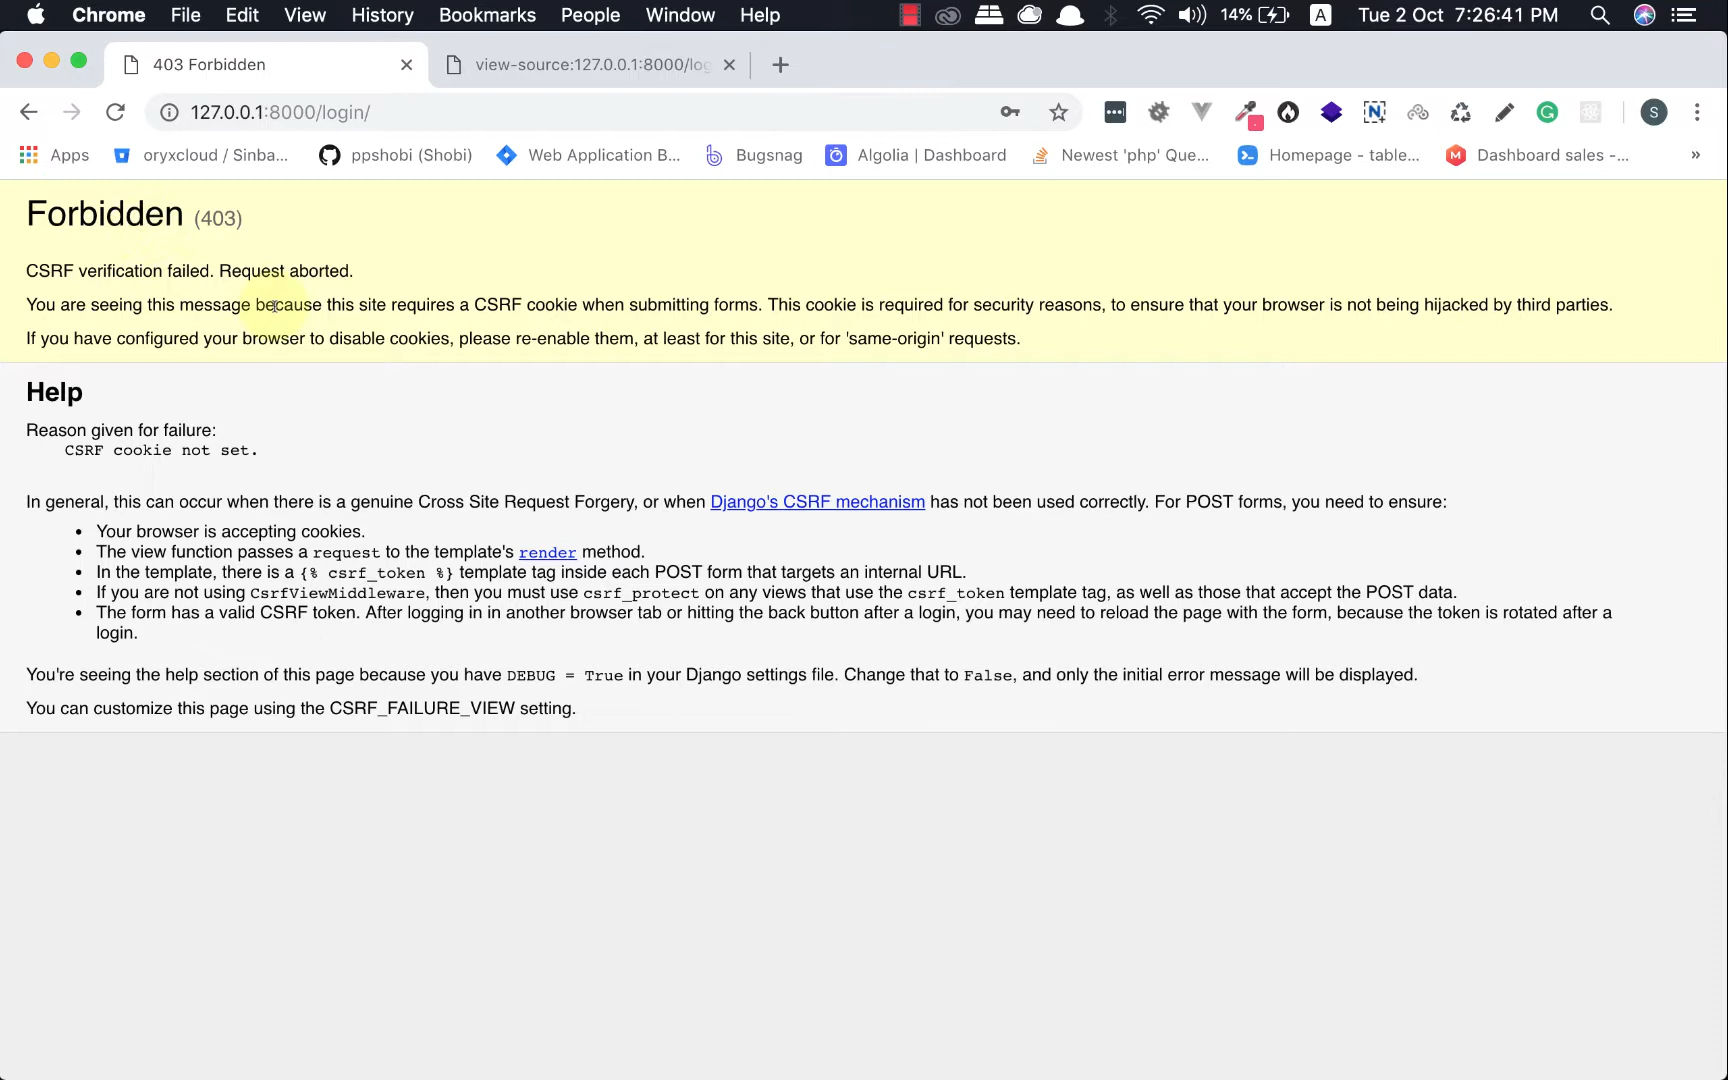 Chrome File Edit View History Bookmarks People Window Help 14% A Tue 2 Oct 7:26:41 PM
403 Forbidden view-source:127.0.0.1:8000/log
127.0.0.1:8000/login/ S
Apps oryxcloud / Sinba... ppshobi (Shobi) Web Application B... Bugsnag Algolia | Dashboard Newest 'php' Que... Homepage - table... Dashboard sales -... »
Forbidden (403)
CSRF verification failed. Request aborted.
You are seeing this message because this site requires a CSRF cookie when submitting forms. This cookie is required for security reasons, to ensure that your browser is not being hijacked by third parties.
If you have configured your browser to disable cookies, please re-enable them, at least for this site, or for 'same-origin' requests.
Help
Reason given for failure:
CSRF cookie not set.
In general, this can occur when there is a genuine Cross Site Request Forgery, or when Django's CSRF mechanism has not been used correctly. For POST forms, you need to ensure:
• Your browser is accepting cookies.
• The view function passes a request to the template's render method.
• In the template, there is a {% csrf_token %} template tag inside each POST form that targets an internal URL.
• If you are not using CsrfViewMiddleware, then you must use csrf_protect on any views that use the csrf_token template tag, as well as those that accept the POST data.
• The form has a valid CSRF token. After logging in in another browser tab or hitting the back button after a login, you may need to reload the page with the form, because the token is rotated after a
login.
You're seeing the help section of this page because you have DEBUG = True in your Django settings file. Change that to False, and only the initial error message will be displayed.
You can customize this page using the CSRF_FAILURE_VIEW setting.